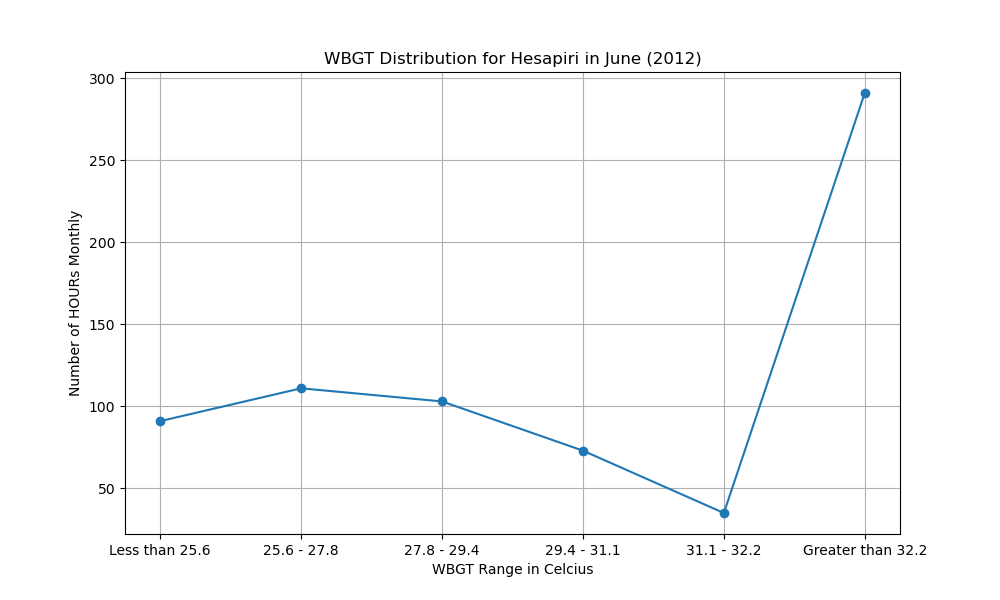 WBGT Distribution for Hesapiri in June (2012)
300
250
200
150
100
50
Number of HOURs Monthly
Less than 25.6
25.6 - 27.8
27.8 - 29.4
29.4 - 31.1
31.1 - 32.2
Greater than 32.2
WBGT Range in Celcius